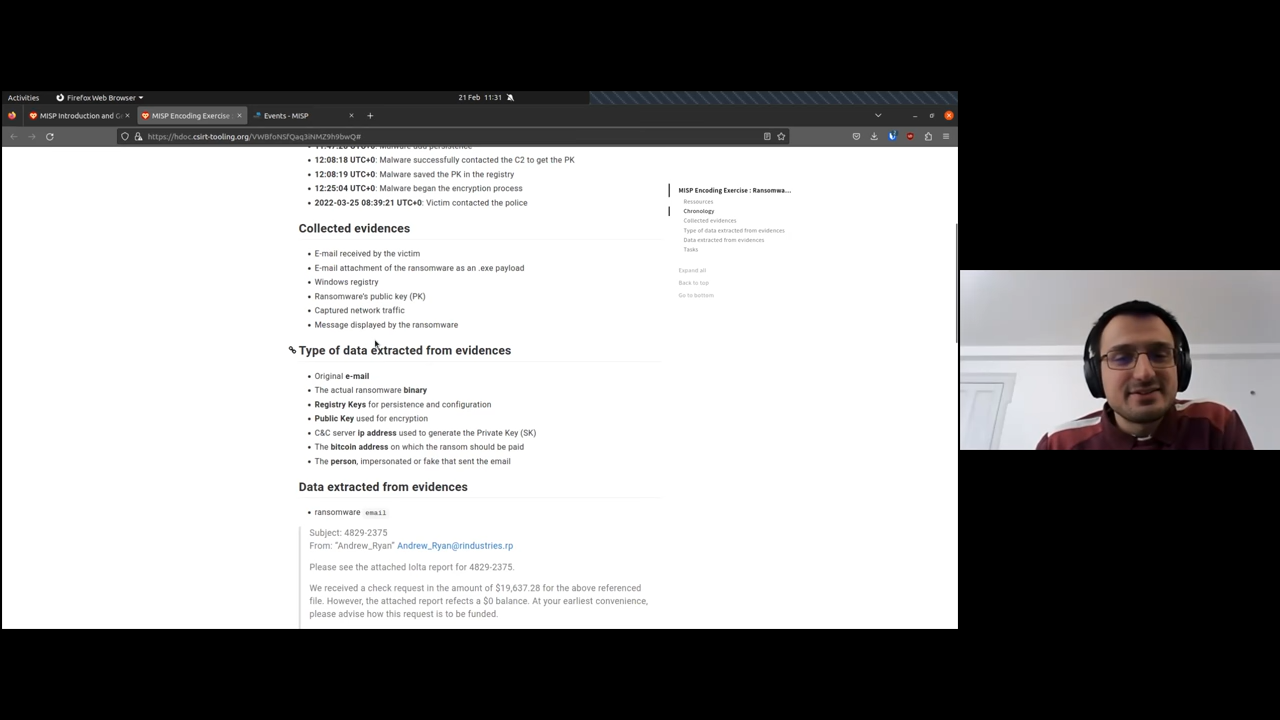 Activities
Firefox Web Browser
21 Feb 11:31
MISP Introduction and G
MISP Encoding Exercise
Events - MISP
https://hdoc.csirt-tooling.org/VWBfoNSfQaq3iNMZ9h9bwQ#
12:08:18 UTC+0: Malware successfully contacted the C2 to get the PK
12:08:19 UTC+0: Malware saved the PK in the registry
12:25:04 UTC+0: Malware began the encryption process
2022-03-25 08:39:21 UTC+0: Victim contacted the police
Collected evidences
E-mail received by the victim
E-mail attachment of the ransomware as an .exe payload
Windows registry
Ransomware's public key (PK)
Captured network traffic
Message displayed by the ransomware
Type of data extracted from evidences
Original e-mail
The actual ransomware binary
Registry Keys for persistence and configuration
Public Key used for encryption
C&C server ip address used to generate the Private Key (SK)
The bitcoin address on which the ransom should be paid
The person, impersonated or fake that sent the email
Data extracted from evidences
ransomware email
Subject: 4829-2375
From: "Andrew_Ryan" Andrew_Ryan@rindustries.rp
Please see the attached Iolta report for 4829-2375.
We received a check request in the amount of $19,637.28 for the above referenced
file. However, the attached report refects a $0 balance. At your earliest convenience,
please advise how this request is to be funded.
MISP Encoding Exercise : Ransomwa...
Ressources
Chronology
Collected evidences
Type of data extracted from evidences
Data extracted from evidences
Tasks
Expand all
Back to top
Go to bottom